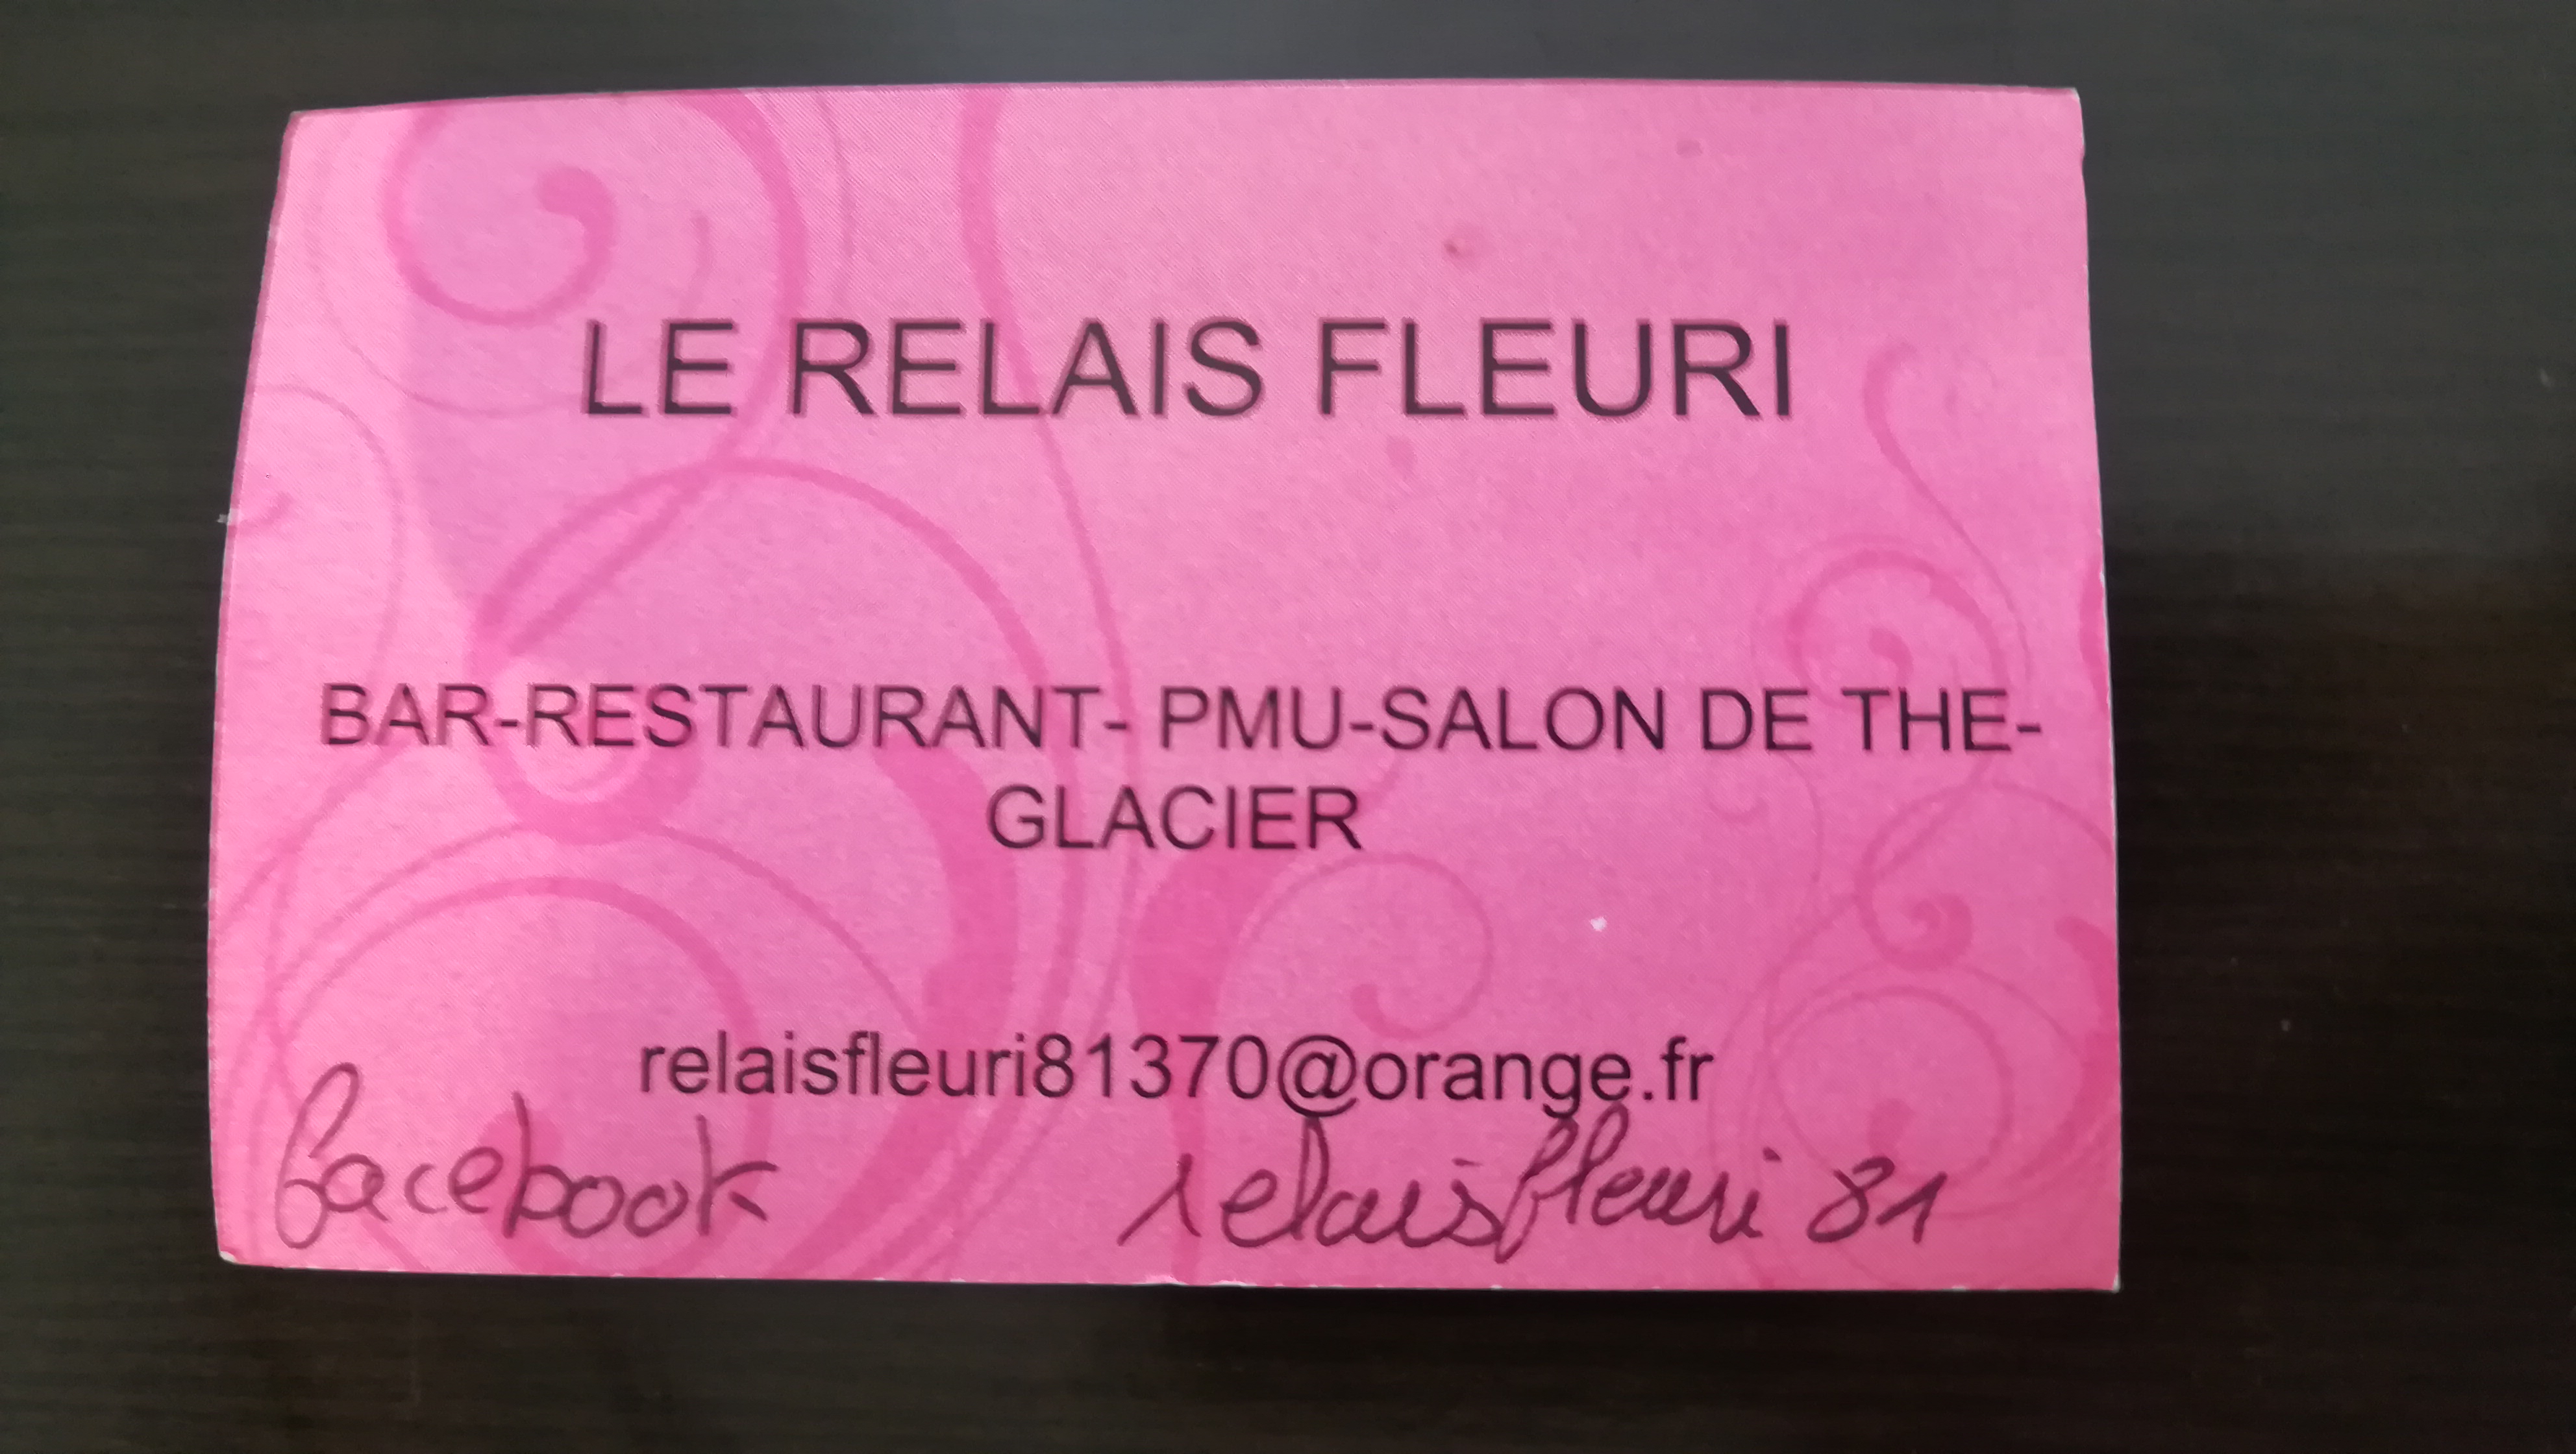 LE RELAIS FLEURI
BAR-RESTAURANT- PMU-SALON DE THE-
GLACIER
relaisfleuri81370@orange.fr
facebook relaisfleuri 81